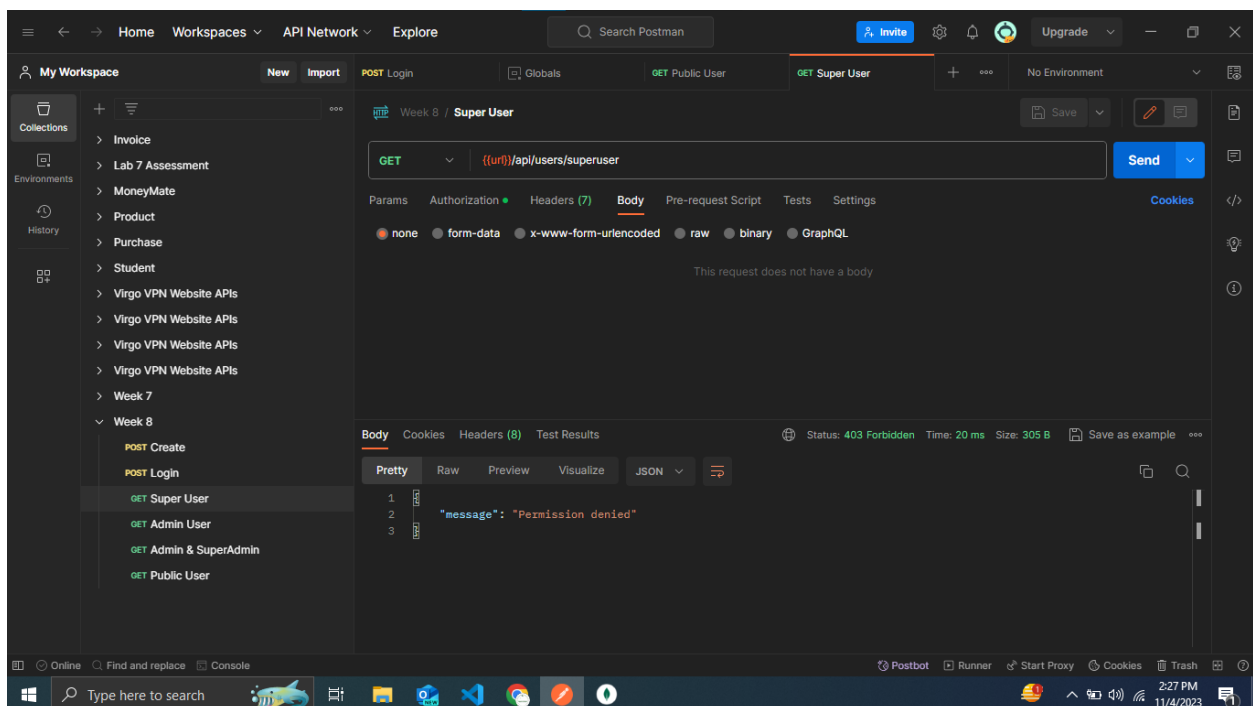 Home Workspaces API Network Explore Search Postman Invite Upgrade
My Workspace New Import POST Login Globals GET Public User GET Super User No Environment
Collections
Environments
History
Invoice
Lab 7 Assessment
MoneyMate
Product
Purchase
Student
Virgo VPN Website APIs
Virgo VPN Website APIs
Virgo VPN Website APIs
Virgo VPN Website APIs
Week 7
Week 8
POST Create
POST Login
GET Super User
GET Admin User
GET Admin & SuperAdmin
GET Public User
HTTP Week 8 / Super User Save
GET {{url}}/api/users/superuser Send
Params Authorization Headers (7) Body Pre-request Script Tests Settings Cookies
none form-data x-www-form-urlencoded raw binary GraphQL
This request does not have a body
Body Cookies Headers (8) Test Results Status: 403 Forbidden Time: 20 ms Size: 305 B Save as example
Pretty Raw Preview Visualize JSON
1 {
2 "message": "Permission denied"
3 }
Online Find and replace Console Postbot Runner Start Proxy Cookies Trash
Type here to search 2:27 PM
11/4/2023